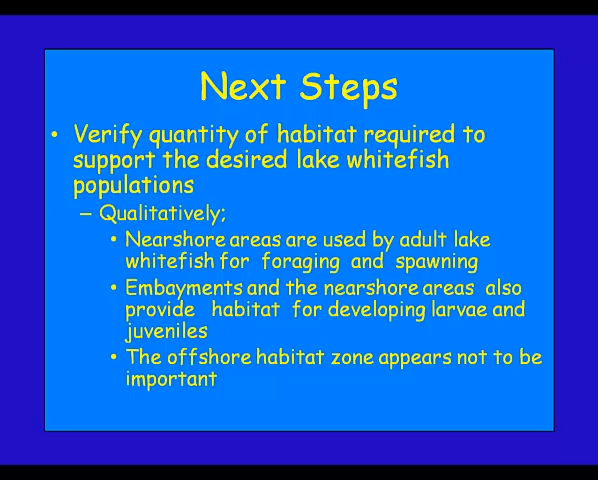 Next Steps
• Verify quantity of habitat required to
support the desired lake whitefish
populations
– Qualitatively;
• Nearshore areas are used by adult lake
whitefish for foraging and spawning
• Embayments and the nearshore areas also
provide habitat for developing larvae and
juveniles
• The offshore habitat zone appears not to be
important